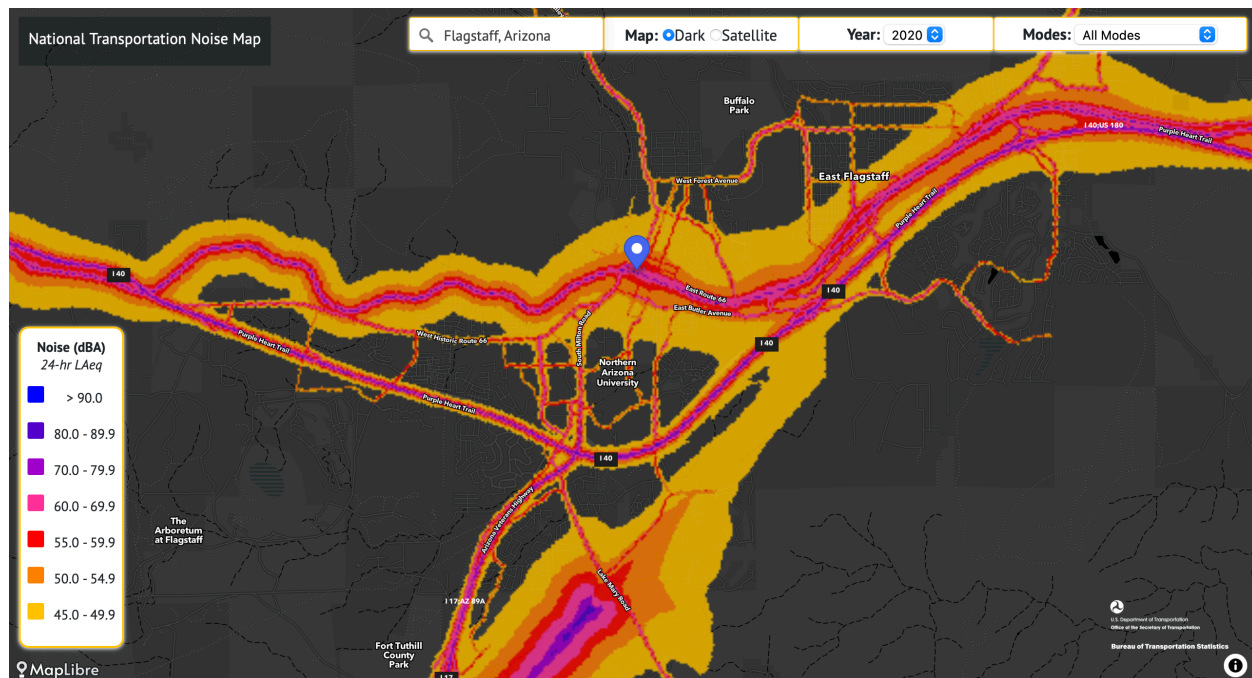 National Transportation Noise Map
Flagstaff, Arizona
Map: Dark Satellite
Year: 2020
Modes: All Modes
Buffalo
Park
I 40;US 180
Purple Heart Trail
West Forest Avenue
East Flagstaff
Purple Heart Trail
I 40
East Route 66
I 40
East Butler Avenue
South Milton Road
Purple Heart Trail
West Historic Route 66
I 40
Northern
Arizona
University
Purple Heart Trail
I 40
Noise (dBA)
24-hr LAeq
> 90.0
80.0 - 89.9
70.0 - 79.9
60.0 - 69.9
55.0 - 59.9
50.0 - 54.9
45.0 - 49.9
The
Arboretum
at Flagstaff
Arizona Veterans Highway
Lake Mary Road
I 17;AZ 89A
Fort Tuthill
County
Park
I 17
U.S. Department of Transportation
Office of the Secretary of Transportation
Bureau of Transportation Statistics
MapLibre